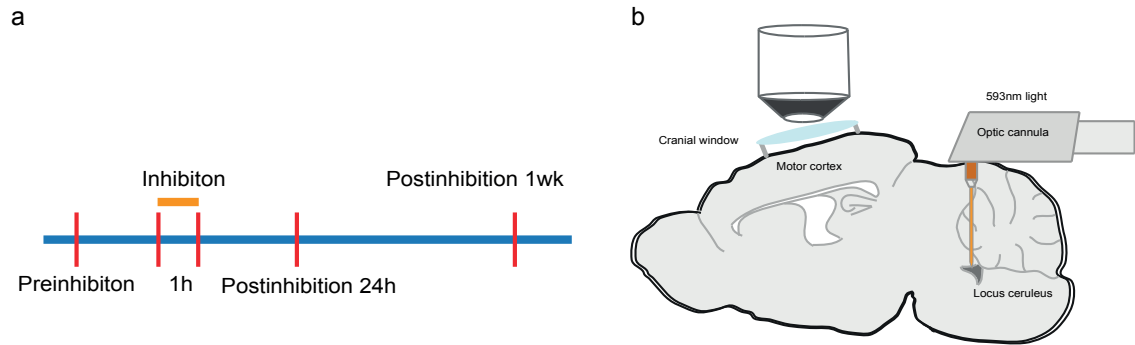 a
Inhibiton
Postinhibition 1wk
Preinhibiton
1h
Postinhibition 24h
b
593nm light
Optic cannula
Cranial window
Motor cortex
Locus ceruleus